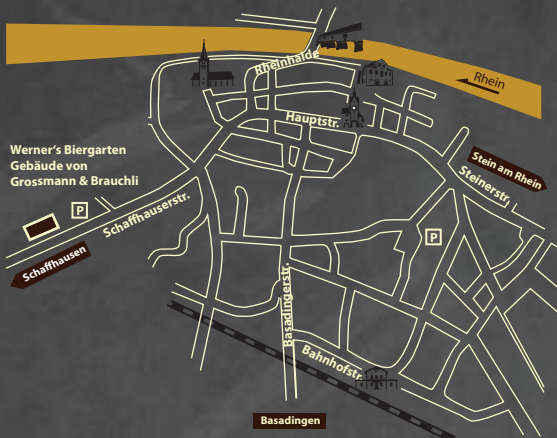 Rheinhalde
Rhein
Hauptstr.
Werner's Biergarten
Gebäude von
Grossmann & Brauchli
Stein am Rhein
Steinerstr.
P
Schaffhauserstr.
P
Schaffhausen
Basadingerstr.
Bahnhofstr.
Basadingen